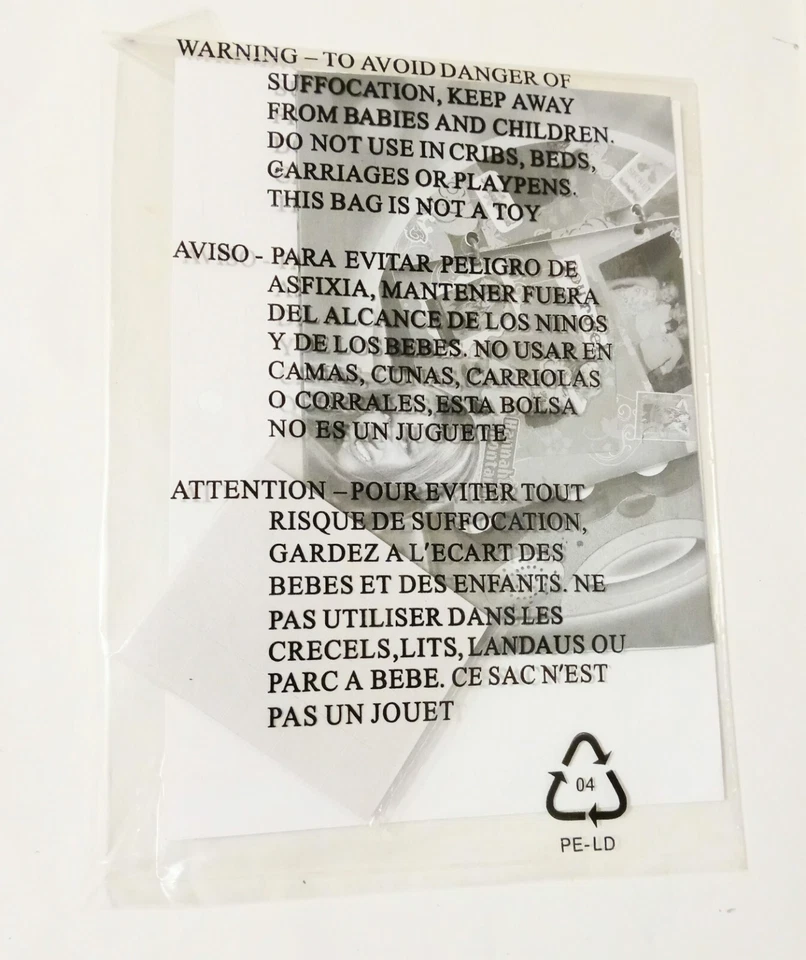 WARNING – TO AVOID DANGER OF
SUFFOCATION, KEEP AWAY
FROM BABIES AND CHILDREN.
DO NOT USE IN CRIBS, BEDS,
CARRIAGES OR PLAYPENS.
THIS BAG IS NOT A TOY
AVISO - PARA EVITAR PELIGRO DE
ASFIXIA, MANTENER FUERA
DEL ALCANCE DE LOS NINOS
Y DE LOS BEBES. NO USAR EN
CAMAS, CUNAS, CARRIOLAS
O CORRALES, ESTA BOLSA
NO ES UN JUGUETE
Hannah
Montana
ATTENTION – POUR EVITER TOUT
RISQUE DE SUFFOCATION,
GARDEZ A L'ECART DES
BEBES ET DES ENFANTS. NE
PAS UTILISER DANS LES
CRECELS, LITS, LANDAUS OU
PARC A BEBE. CE SAC N'EST
PAS UN JOUET
04
PE-LD